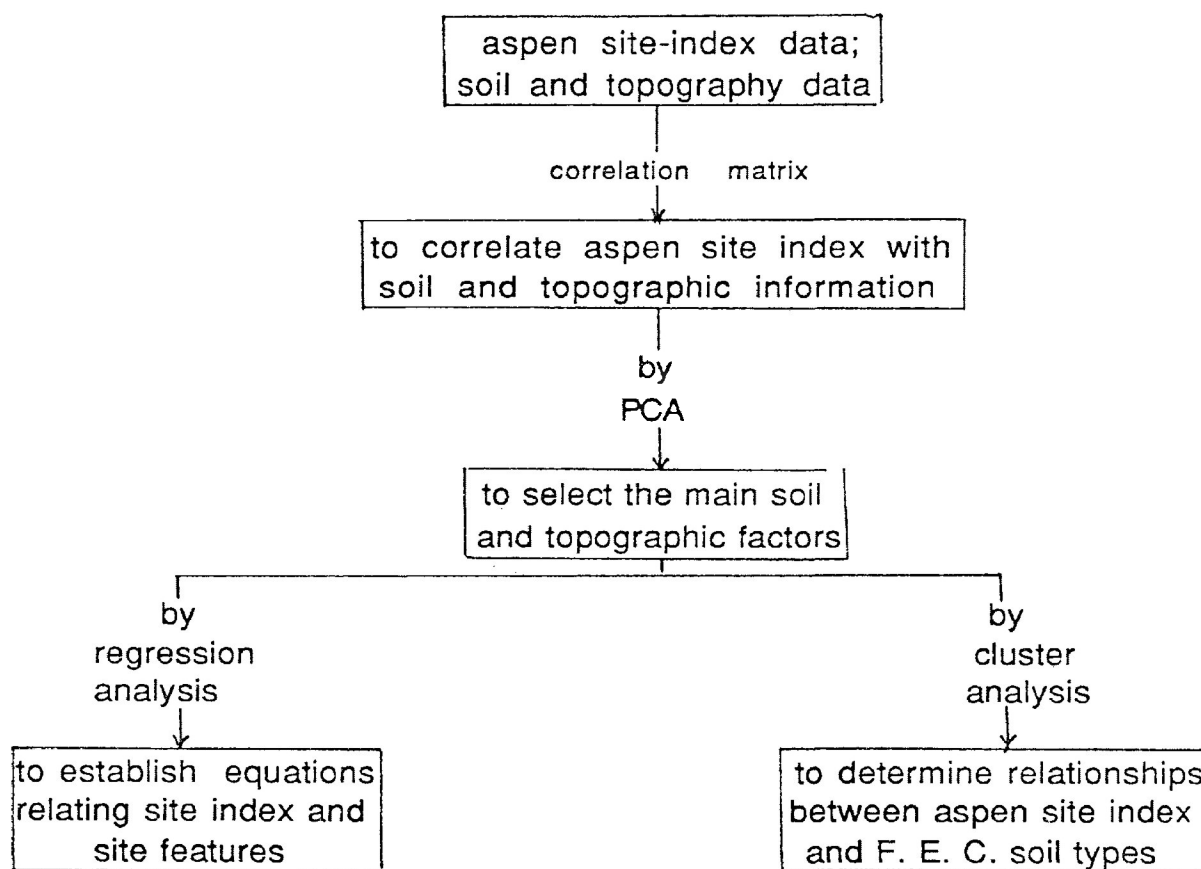 aspen site-index data;
soil and topography data
correlation matrix
to correlate aspen site index with
soil and topographic information
by
PCA
to select the main soil
and topographic factors
by
regression
analysis
to establish equations
relating site index and
site features
by
cluster
analysis
to determine relationships
between aspen site index
and F. E. C. soil types